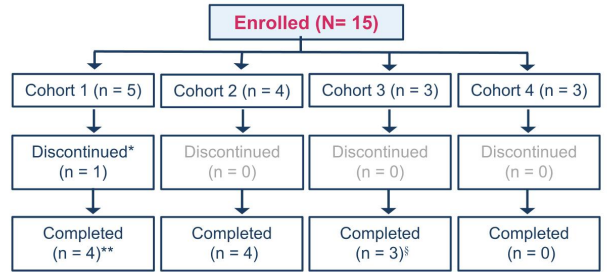 Enrolled (N= 15)
Cohort 1 (n = 5)
Cohort 2 (n = 4)
Cohort 3 (n = 3)
Cohort 4 (n = 3)
Discontinued*
(n = 1)
Discontinued
(n = 0)
Discontinued
(n = 0)
Discontinued
(n = 0)
Completed
(n = 4)**
Completed
(n = 4)
Completed
(n = 3)§
Completed
(n = 0)